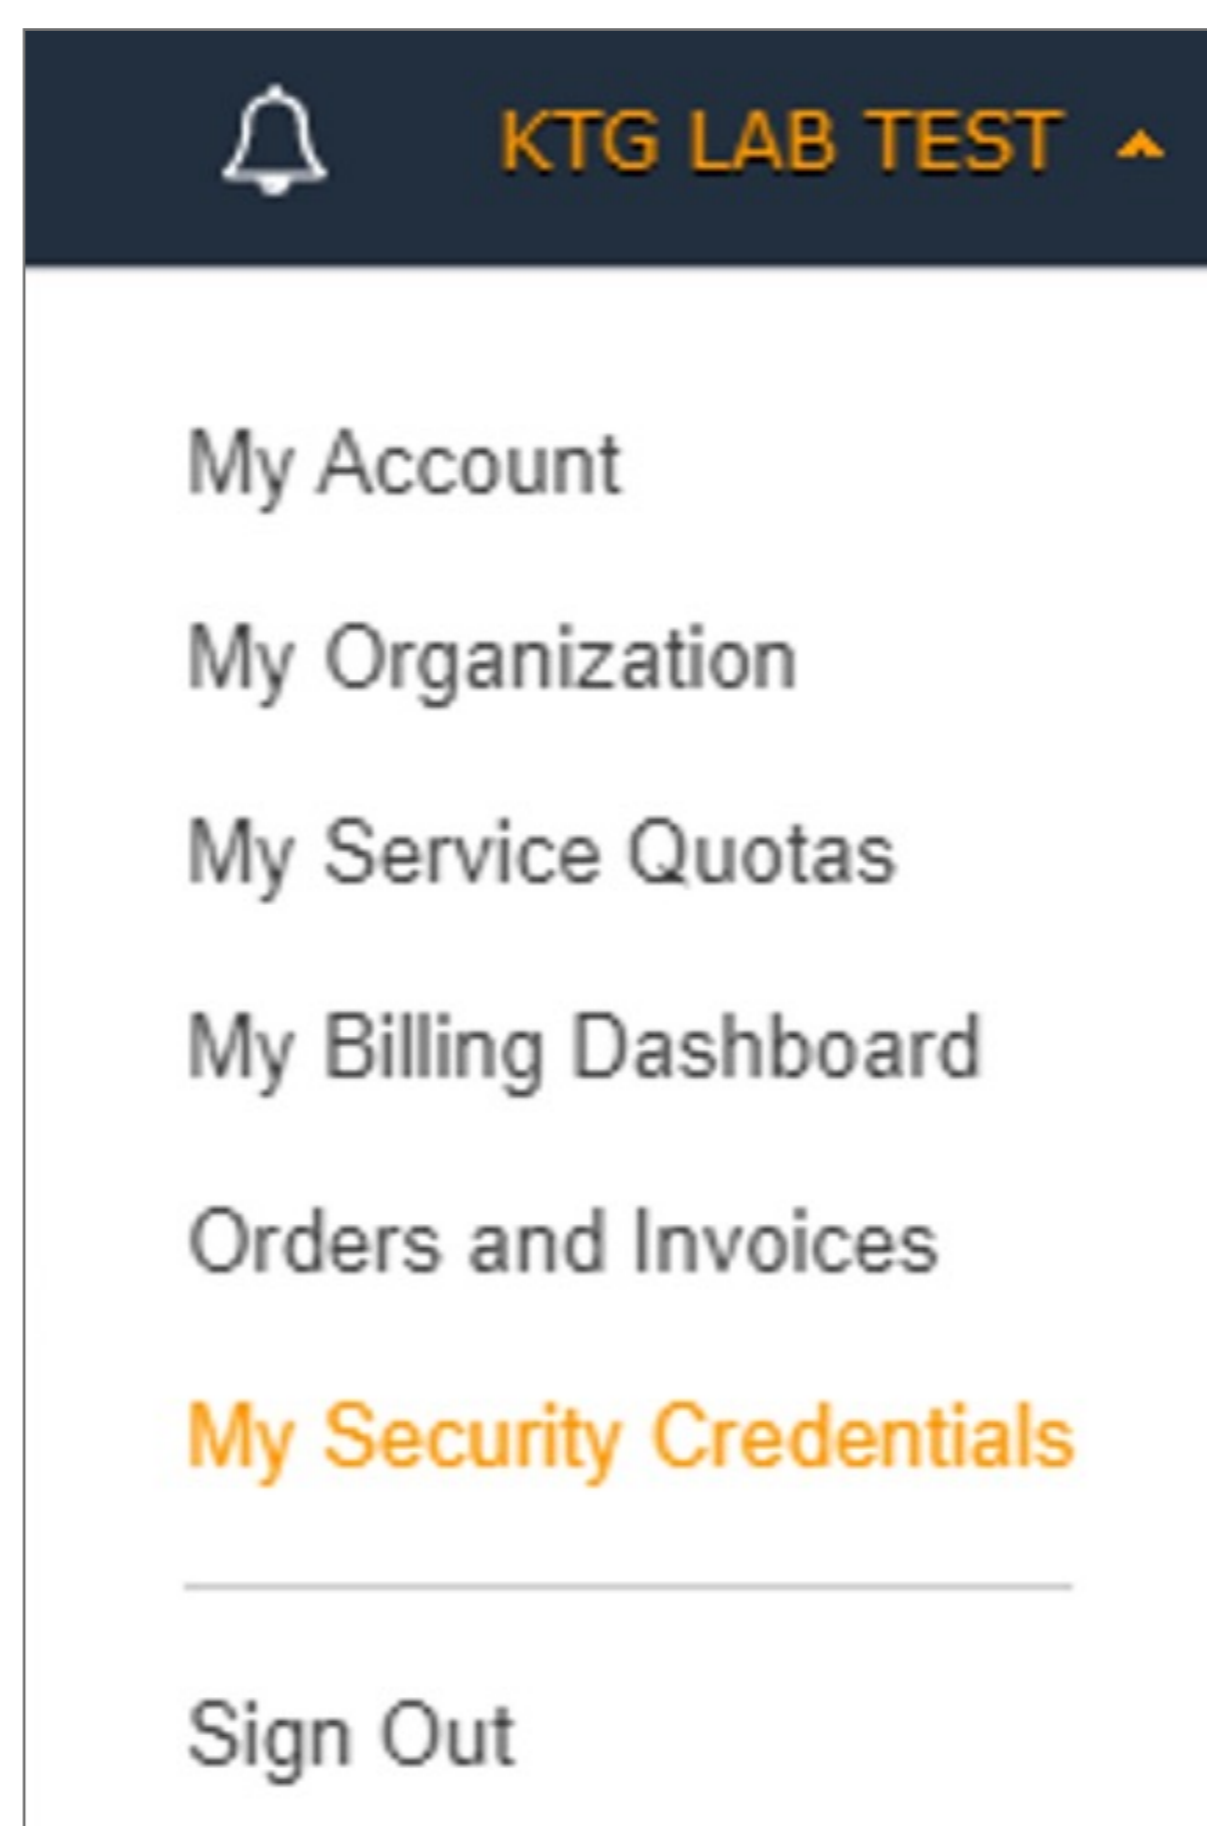 KTG LAB TEST
My Account
My Organization
My Service Quotas
My Billing Dashboard
Orders and Invoices
My Security Credentials
Sign Out